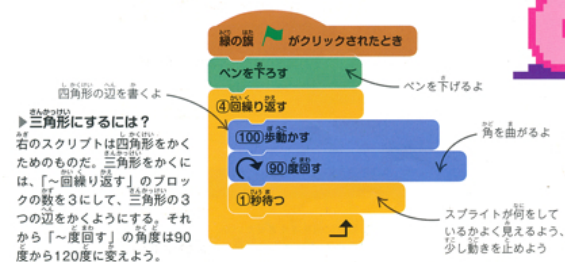 緑の旗 がクリックされたとき
ペンを下ろす
ペンを下げるよ
四角形の辺を書くよ
④回繰り返す
100歩動かす
角を曲がるよ
90度回す
①秒待つ
スプライトが何をして
いるかよく見えるよう、
少し動きを止めよう
▶三角形にするには？
右のスクリプトは四角形をかく
ためのものだ。三角形をかくに
は、「〜回繰り返す」のブロッ
クの数を3にして、三角形の3
つの辺をかくようにする。それ
から「〜度回す」の角度は90
度から120度に変えよう。